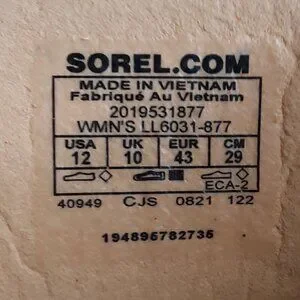 SOREL.COM
MADE IN VIETNAM
Fabriqué Au Vietnam
2019531877
WMN'S LL6031-877
USA UK EUR CM
12 10 43 29
ECA-2
40949 CJS 0821 122
194895782735